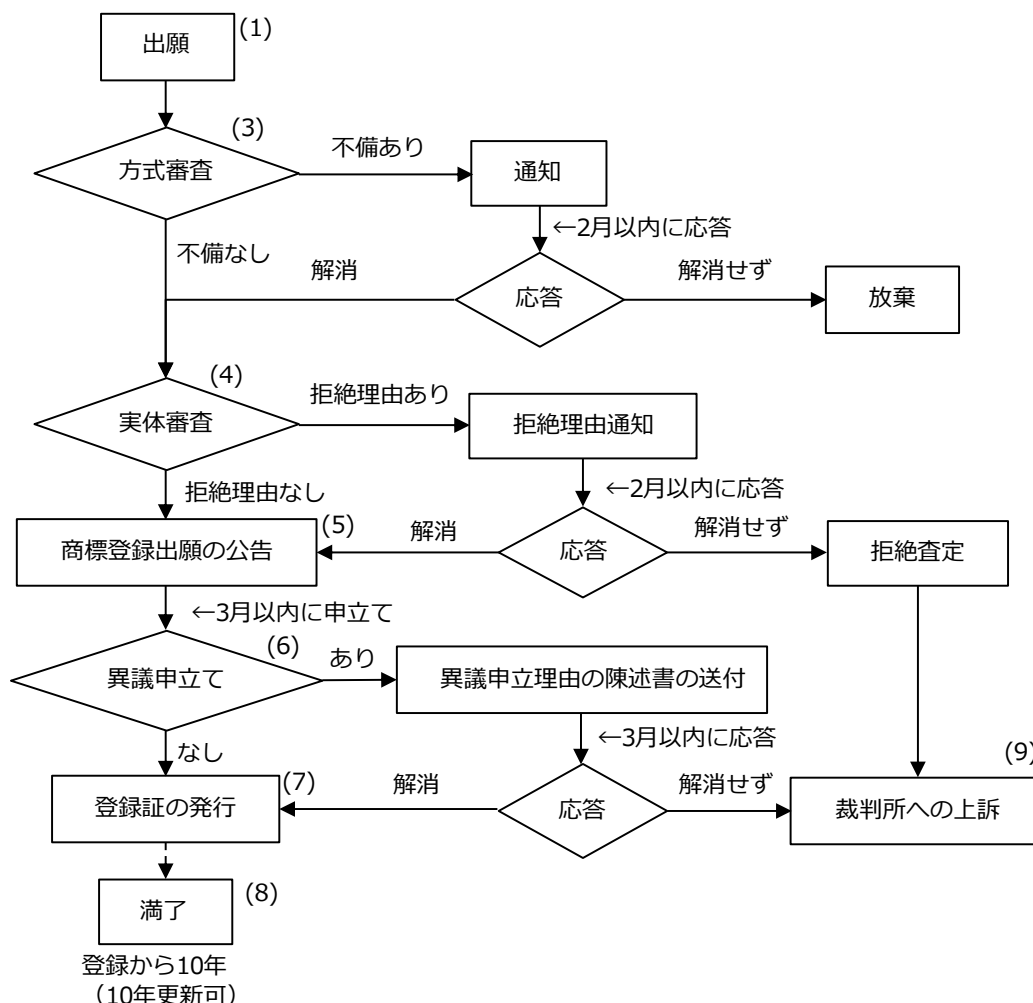 出願
(1)
(3)
方式審査
不備あり
通知
←2月以内に応答
不備なし
解消
応答
解消せず
放棄
(4)
実体審査
拒絶理由あり
拒絶理由通知
←2月以内に応答
拒絶理由なし
(5)
商標登録出願の公告
解消
応答
解消せず
拒絶査定
←3月以内に申立て
(6)
異議申立て
あり
異議申立理由の陳述書の送付
←3月以内に応答
なし
(7)
登録証の発行
解消
応答
解消せず
(9)
裁判所への上訴
(8)
満了
登録から10年
(10年更新可)